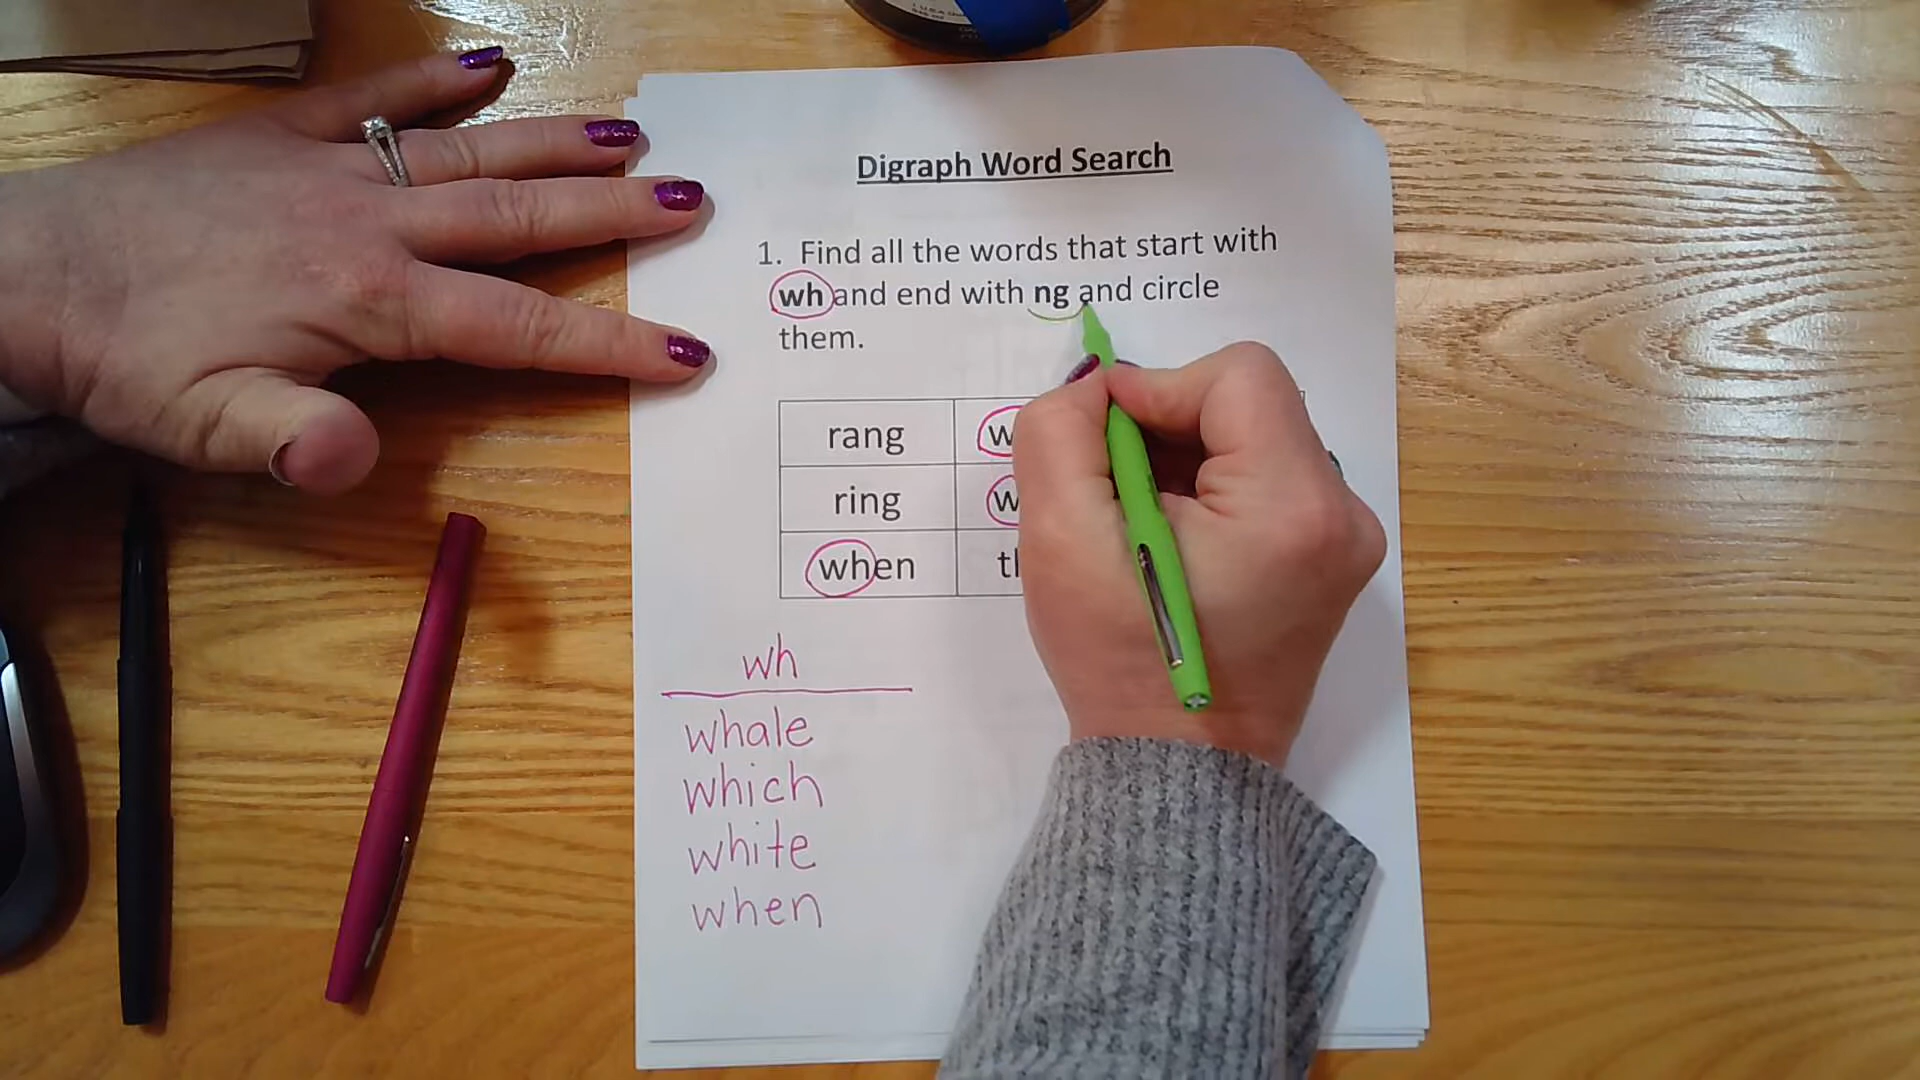 Digraph Word Search
1. Find all the words that start with
wh and end with ng and circle
them.
rang
ring
when
wh
whale
which
white
when